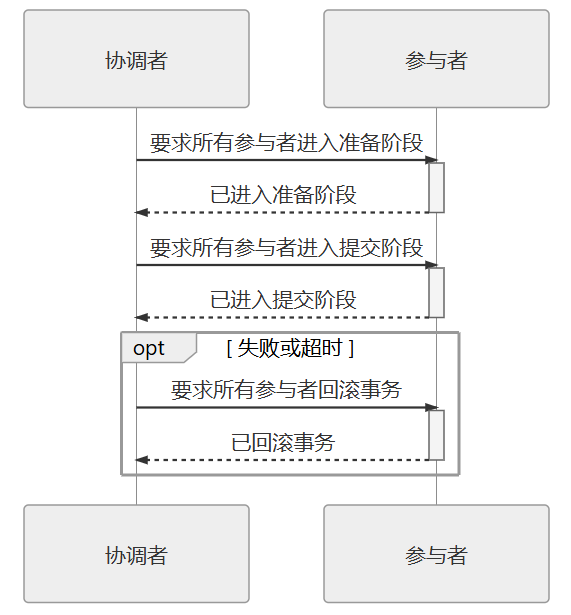 协调者
参与者
要求所有参与者进入准备阶段
已进入准备阶段
要求所有参与者进入提交阶段
已进入提交阶段
opt
[ 失败或超时 ]
要求所有参与者回滚事务
已回滚事务
协调者
参与者